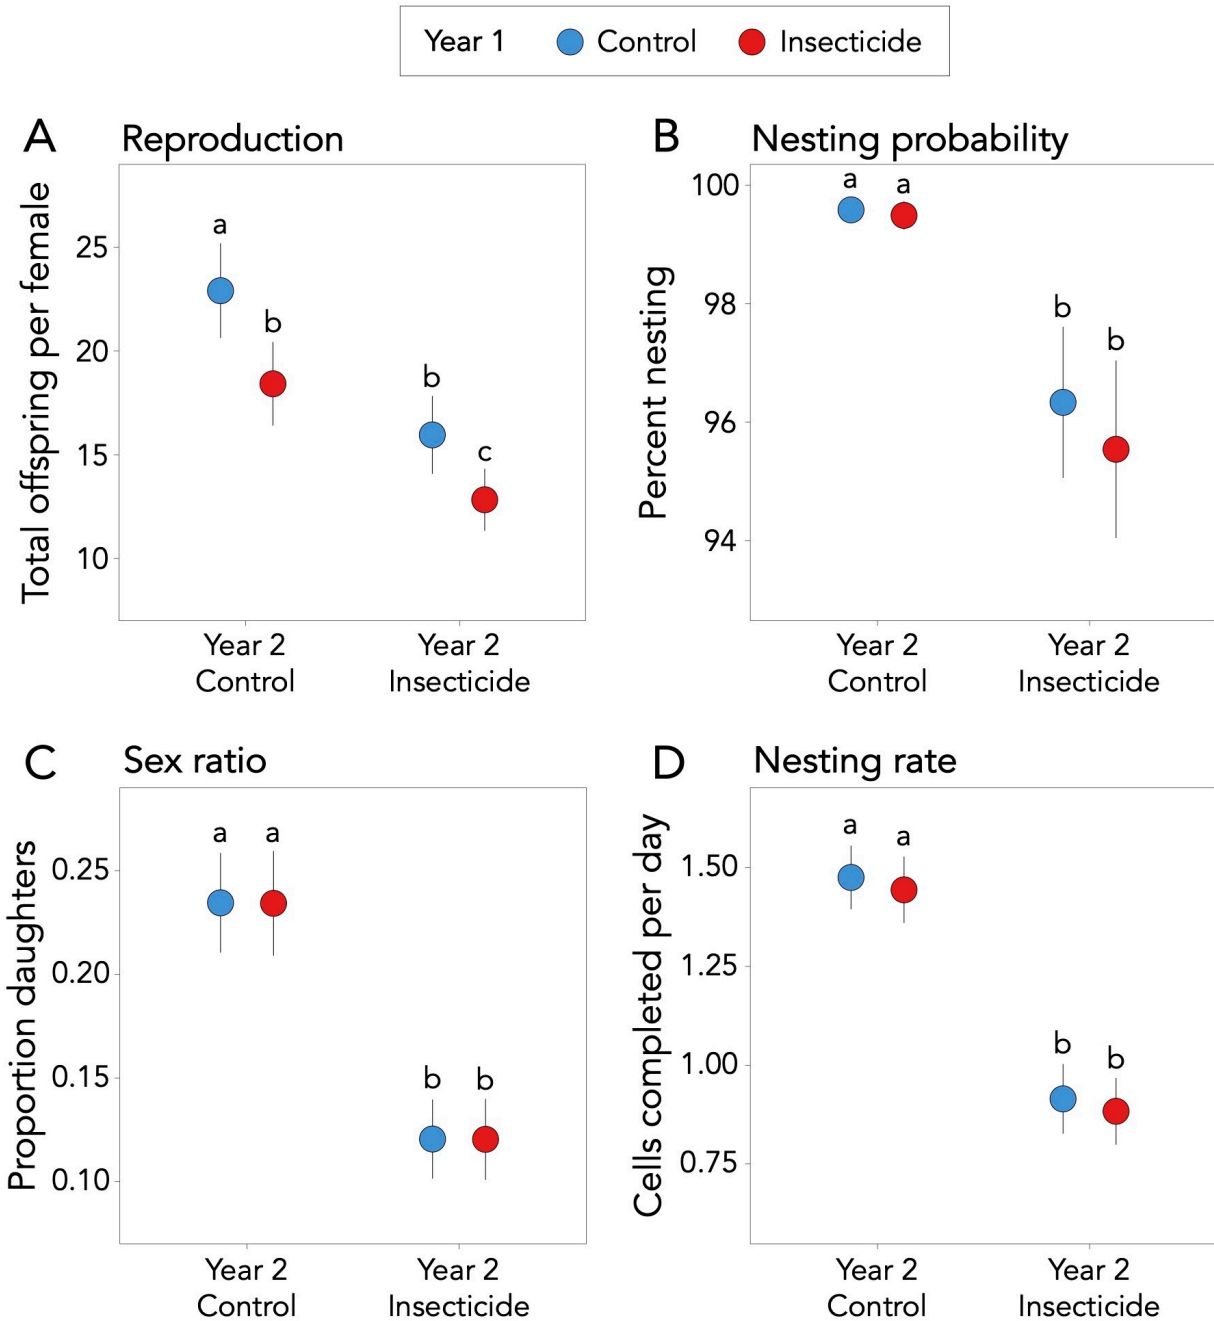 Year 1 Control Insecticide
A Reproduction
Total offspring per female
25
20
15
10
a
b
b
c
Year 2 Year 2
Control Insecticide
B Nesting probability
Percent nesting
100
98
96
94
a a
b
b
Year 2 Year 2
Control Insecticide
C Sex ratio
Proportion daughters
0.25
0.20
0.15
0.10
a a
b b
Year 2 Year 2
Control Insecticide
D Nesting rate
Cells completed per day
1.50
1.25
1.00
0.75
a a
b b
Year 2 Year 2
Control Insecticide